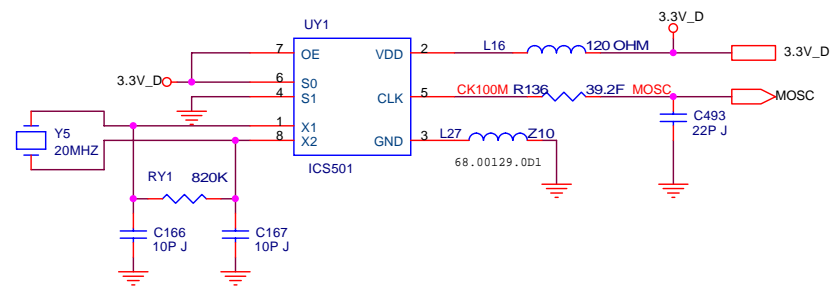 3.3V_D
UY1
7 OE VDD 2 L16 120 OHM 3.3V_D
3.3V_D 6 S0
4 S1 CLK 5 CK100M R136 39.2F MOSC MOSC
C493
22P J
1 X1
Y5 8 X2 GND 3 L27 Z10
20MHZ
ICS501 68.00129.0D1
RY1 820K
C166 C167
10P J 10P J